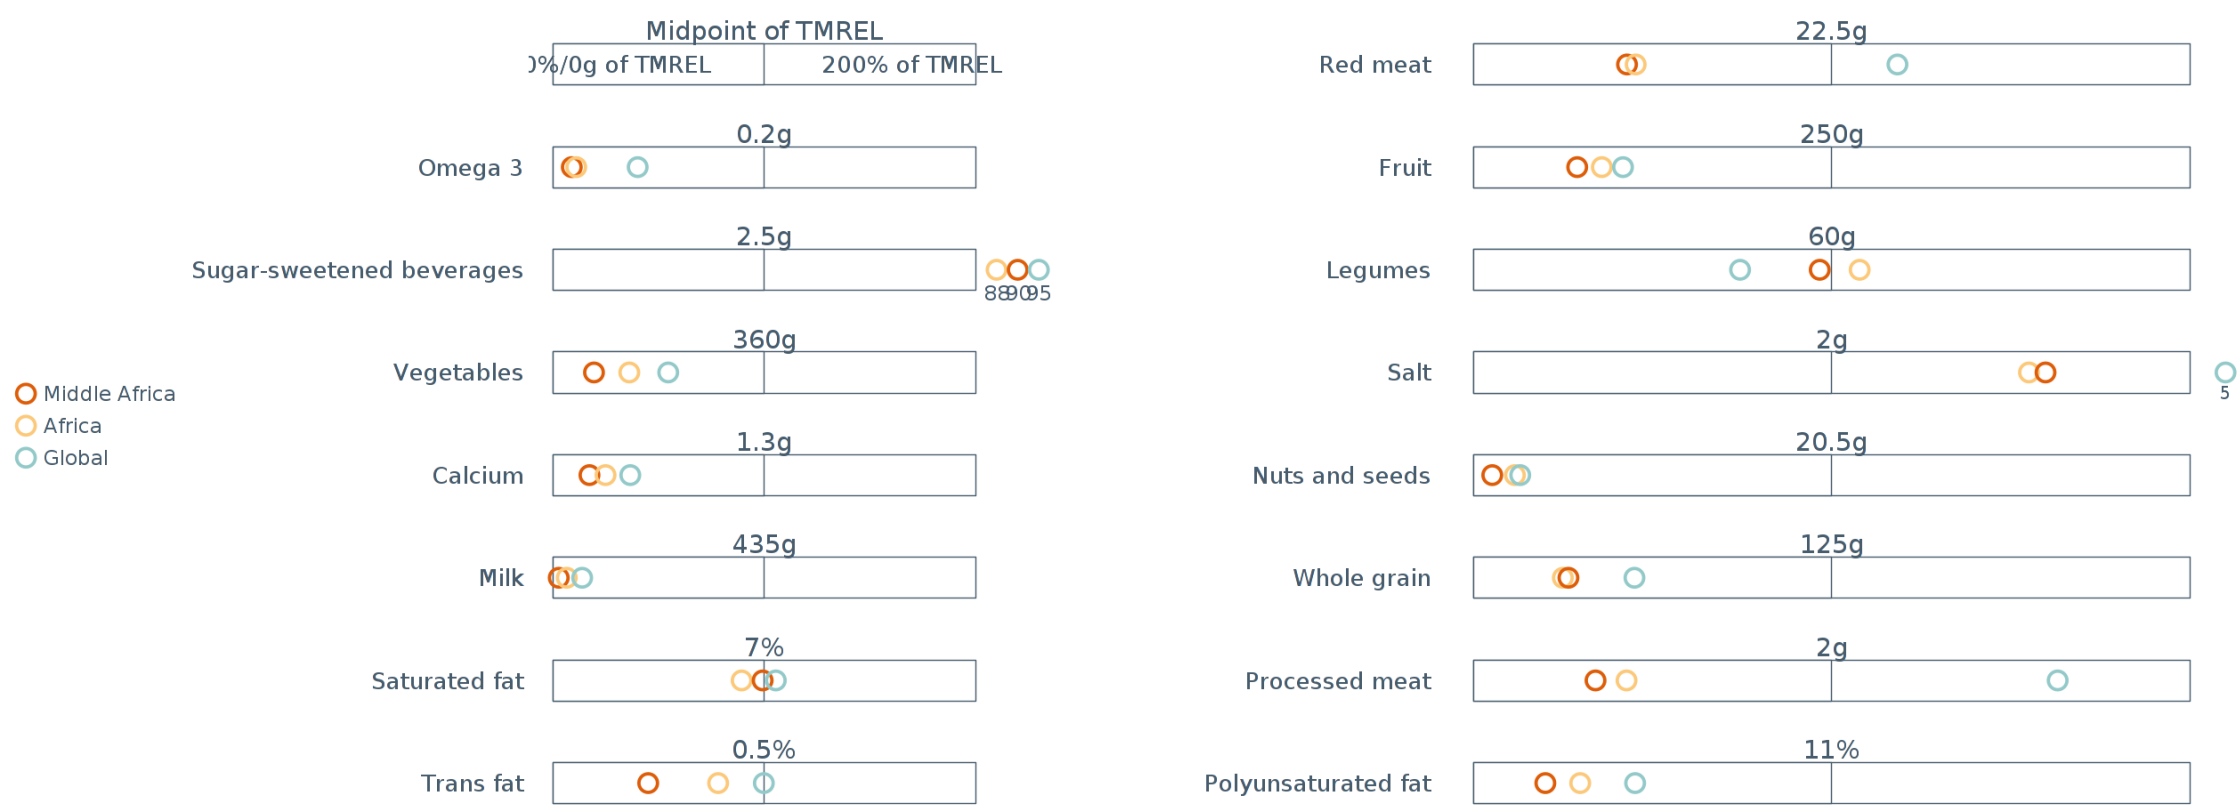 Midpoint of TMREL
0%/0g of TMREL
200% of TMREL
Omega 3
0.2g
Sugar-sweetened beverages
2.5g
88
90
95
Vegetables
360g
Calcium
1.3g
Milk
435g
Saturated fat
7%
Trans fat
0.5%
Middle Africa
Africa
Global
Red meat
22.5g
Fruit
250g
Legumes
60g
Salt
2g
5
Nuts and seeds
20.5g
Whole grain
125g
Processed meat
2g
Polyunsaturated fat
11%